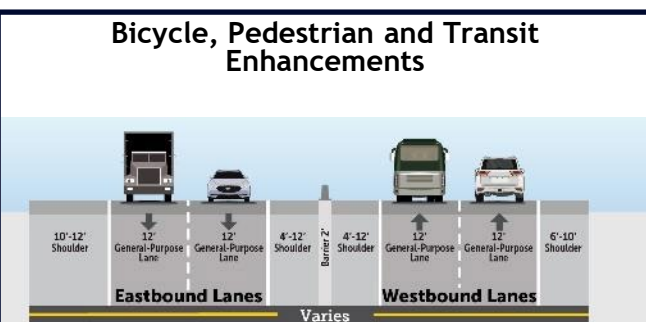 Bicycle, Pedestrian and Transit
Enhancements
10'-12'
Shoulder
12'
General-Purpose
Lane
12'
General-Purpose
Lane
4'-12'
Shoulder
Barrier 2'
4'-12'
Shoulder
12'
General-Purpose
Lane
12'
General-Purpose
Lane
6'-10'
Shoulder
Eastbound Lanes
Westbound Lanes
Varies